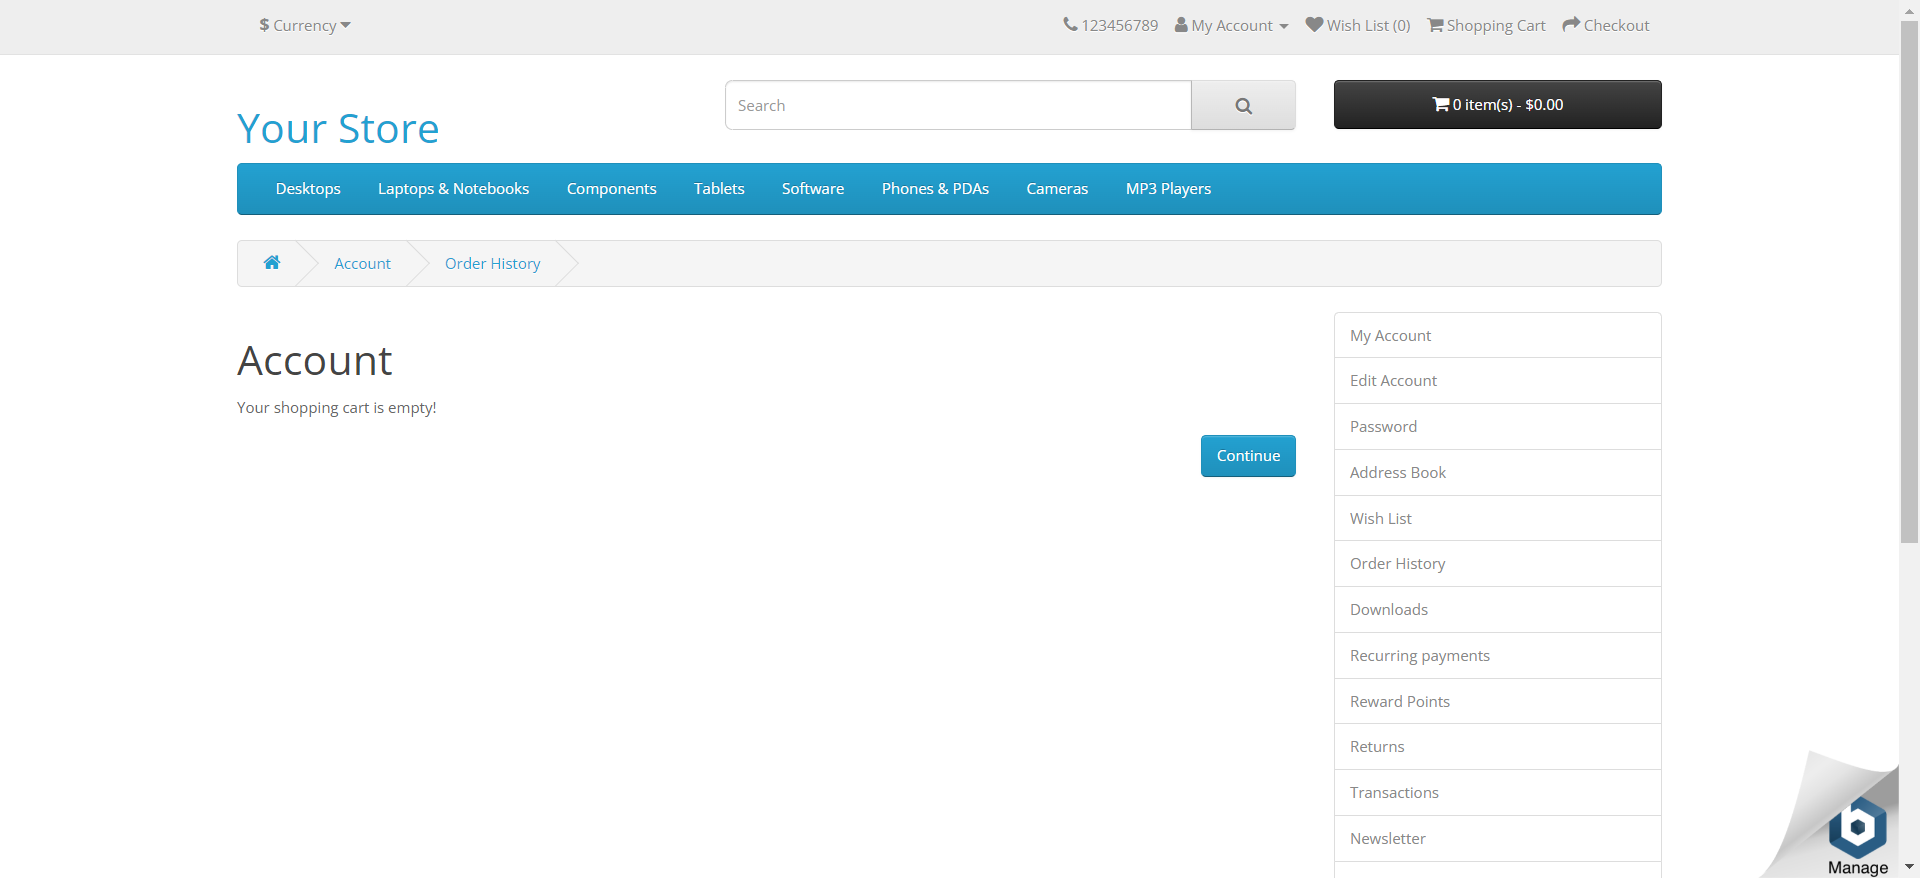 $ Currency
123456789 My Account Wish List (0) Shopping Cart Checkout
Search
0 item(s) - $0.00
Your Store
Desktops Laptops & Notebooks Components Tablets Software Phones & PDAs Cameras MP3 Players
Account Order History
Account
Your shopping cart is empty!
Continue
My Account
Edit Account
Password
Address Book
Wish List
Order History
Downloads
Recurring payments
Reward Points
Returns
Transactions
Newsletter
Manage